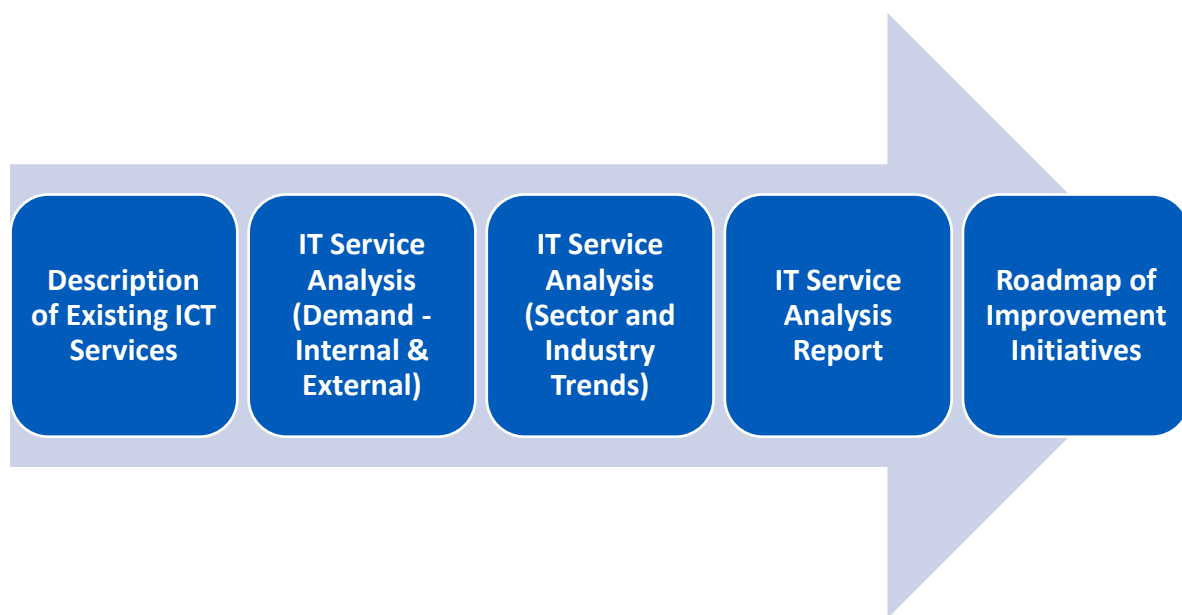 Description
of Existing ICT
Services
IT Service
Analysis
(Demand -
Internal &
External)
IT Service
Analysis
(Sector and
Industry
Trends)
IT Service
Analysis
Report
Roadmap of
Improvement
Initiatives